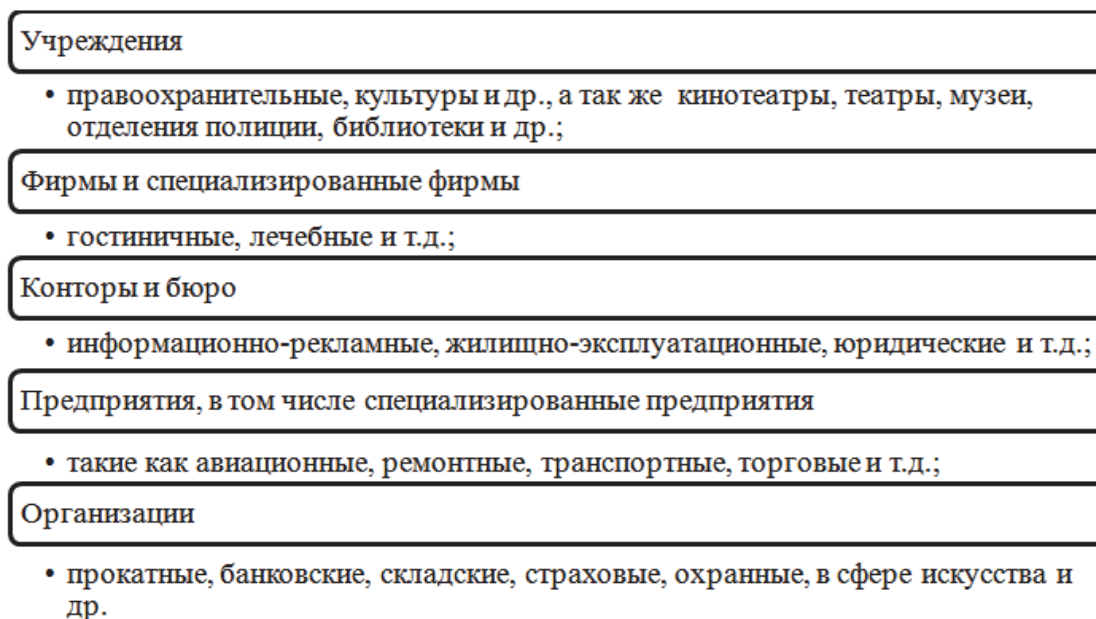 Учреждения
• правоохранительные, культуры и др., а так же кинотеатры, театры, музеи,
отделения полиции, библиотеки и др.;
Фирмы и специализированные фирмы
• гостиничные, лечебные и т.д.;
Конторы и бюро
• информационно-рекламные, жилищно-эксплуатационные, юридические и т.д.;
Предприятия, в том числе специализированные предприятия
• такие как авиационные, ремонтные, транспортные, торговые и т.д.;
Организации
• прокатные, банковские, складские, страховые, охранные, в сфере искусства и
др.